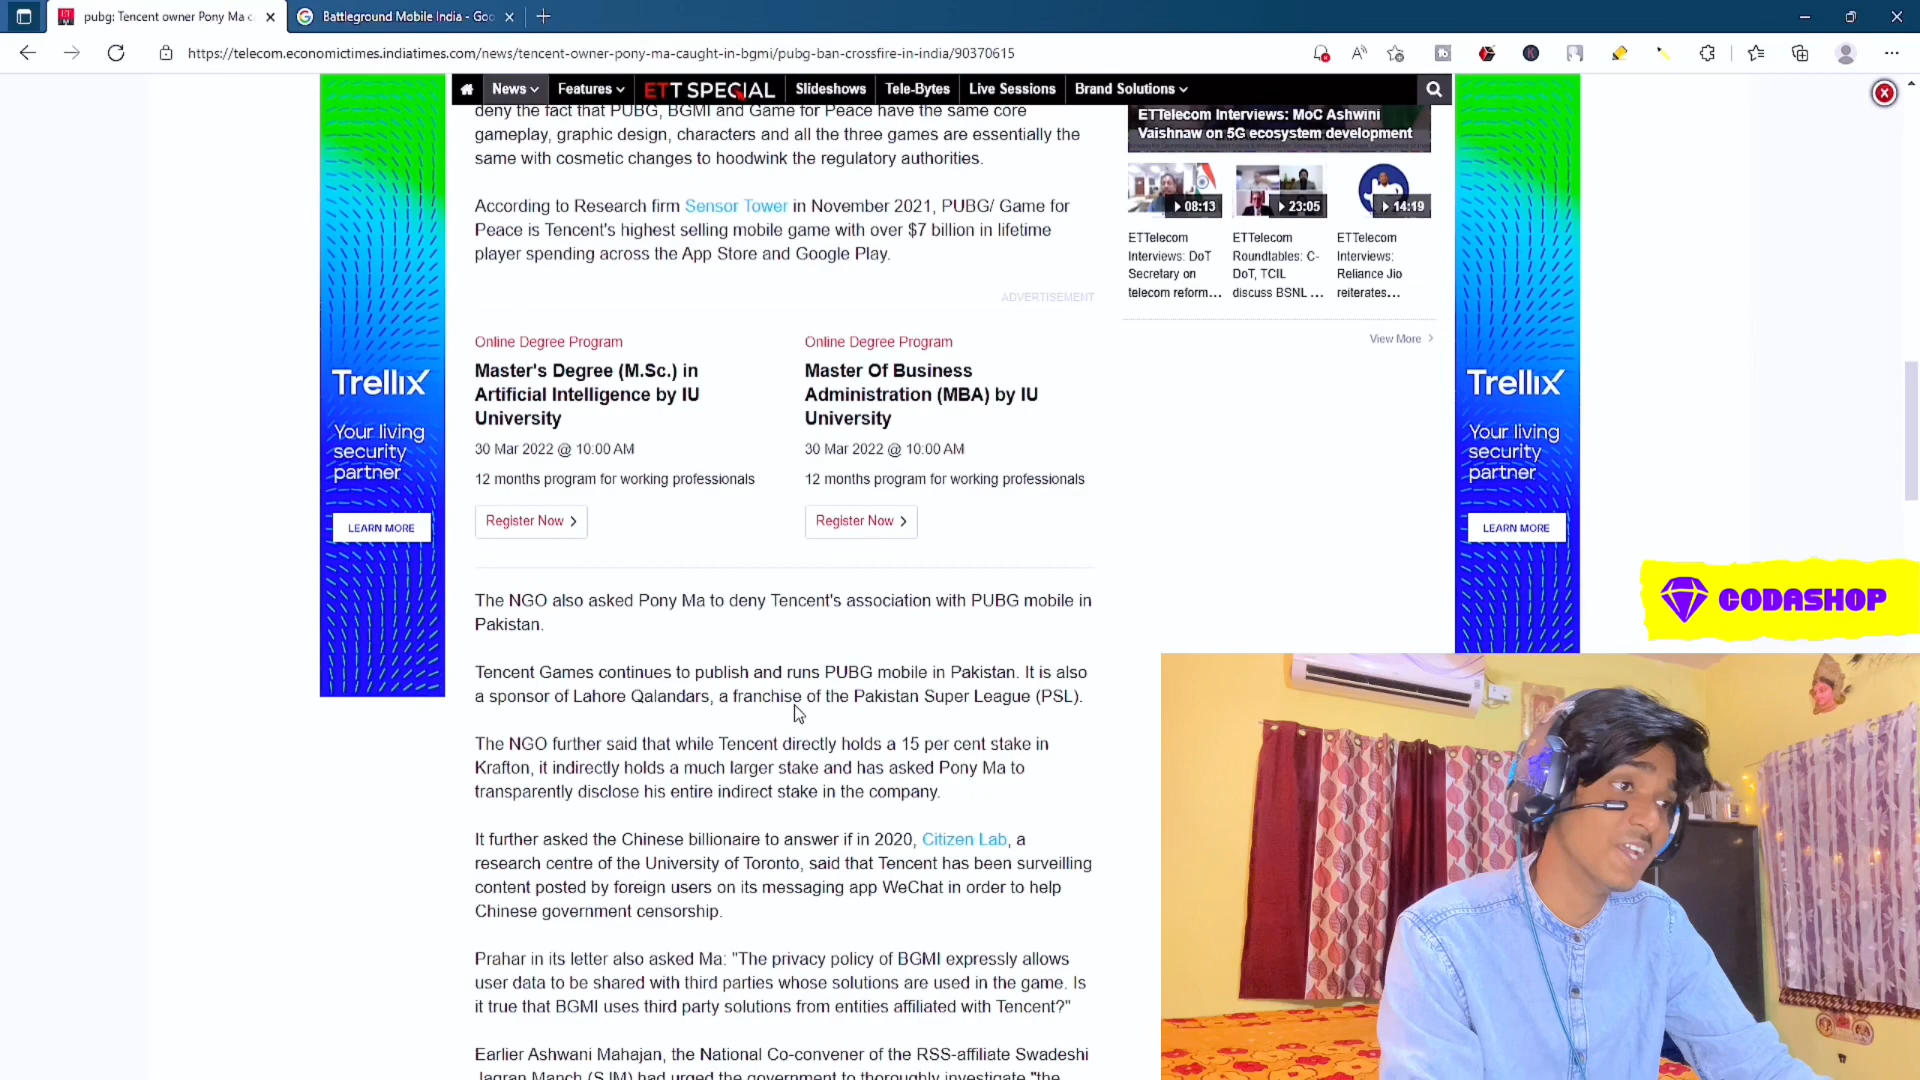 pubg: Tencent owner Pony Ma c
Battleground Mobile India - Goo
https://telecom.economictimes.indiatimes.com/news/tencent-owner-pony-ma-caught-in-bgmi/pubg-ban-crossfire-in-india/90370615
News
Features
ETT SPECIAL
Slideshows
Tele-Bytes
Live Sessions
Brand Solutions
deny the fact that PUBG, BGMI and Game for Peace have the same core
gameplay, graphic design, characters and all the three games are essentially the
same with cosmetic changes to hoodwink the regulatory authorities.
According to Research firm Sensor Tower in November 2021, PUBG/ Game for
Peace is Tencent's highest selling mobile game with over $7 billion in lifetime
player spending across the App Store and Google Play.
ADVERTISEMENT
Online Degree Program
Master's Degree (M.Sc.) in
Artificial Intelligence by IU
University
30 Mar 2022 @ 10:00 AM
12 months program for working professionals
Register Now
Online Degree Program
Master Of Business
Administration (MBA) by IU
University
30 Mar 2022 @ 10:00 AM
12 months program for working professionals
Register Now
The NGO also asked Pony Ma to deny Tencent's association with PUBG mobile in
Pakistan.
Tencent Games continues to publish and runs PUBG mobile in Pakistan. It is also
a sponsor of Lahore Qalandars, a franchise of the Pakistan Super League (PSL).
The NGO further said that while Tencent directly holds a 15 per cent stake in
Krafton, it indirectly holds a much larger stake and has asked Pony Ma to
transparently disclose his entire indirect stake in the company.
It further asked the Chinese billionaire to answer if in 2020, Citizen Lab, a
research centre of the University of Toronto, said that Tencent has been surveilling
content posted by foreign users on its messaging app WeChat in order to help
Chinese government censorship.
Prahar in its letter also asked Ma: "The privacy policy of BGMI expressly allows
user data to be shared with third parties whose solutions are used in the game. Is
it true that BGMI uses third party solutions from entities affiliated with Tencent?"
Earlier Ashwani Mahajan, the National Co-convener of the RSS-affiliate Swadeshi
Jagran Manch (SJM) had urged the government to thoroughly investigate "the
ETTelecom Interviews: MoC Ashwini
Vaishnaw on 5G ecosystem development
08:13
23:05
14:19
ETTelecom
Interviews: DoT
Secretary on
telecom reform...
ETTelecom
Roundtables: C-
DoT, TCIL
discuss BSNL ...
ETTelecom
Interviews:
Reliance Jio
reiterates...
View More
Trellix
Your living
security
partner
LEARN MORE
Trellix
Your living
security
partner
LEARN MORE
CODASHOP